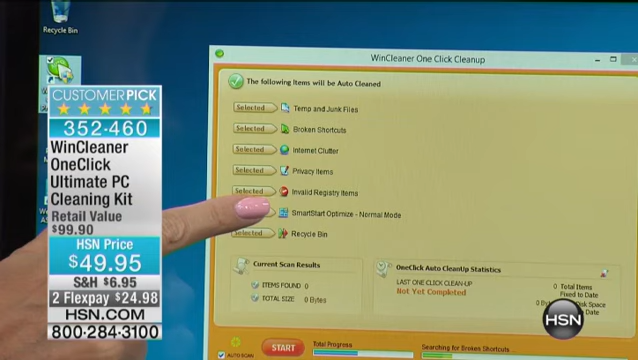 Recycle Bin
WinCleaner One Click Cleanup
The following Items will be Auto Cleaned
Selected Temp and Junk Files
Selected Broken Shortcuts
Selected Internet Clutter
Selected Privacy Items
Selected Invalid Registry Items
SmartStart Optimize - Normal Mode
Selected Recycle Bin
Current Scan Results
ITEMS FOUND 0
TOTAL SIZE 0 Bytes
OneClick Auto CleanUp Statistics
LAST ONE CLICK CLEAN-UP
Not Yet Completed
0 Total Items
Fixed to Date
Disk Space
to Date
AUTO SCAN
START
Total Progress
Searching for Broken Shortcuts
CUSTOMER PICK
352-460
WinCleaner
OneClick
Ultimate PC
Cleaning Kit
Retail Value
$99.90
HSN Price
$49.95
S&H $6.95
2 Flexpay $24.98
HSN.COM
800-284-3100
HSN